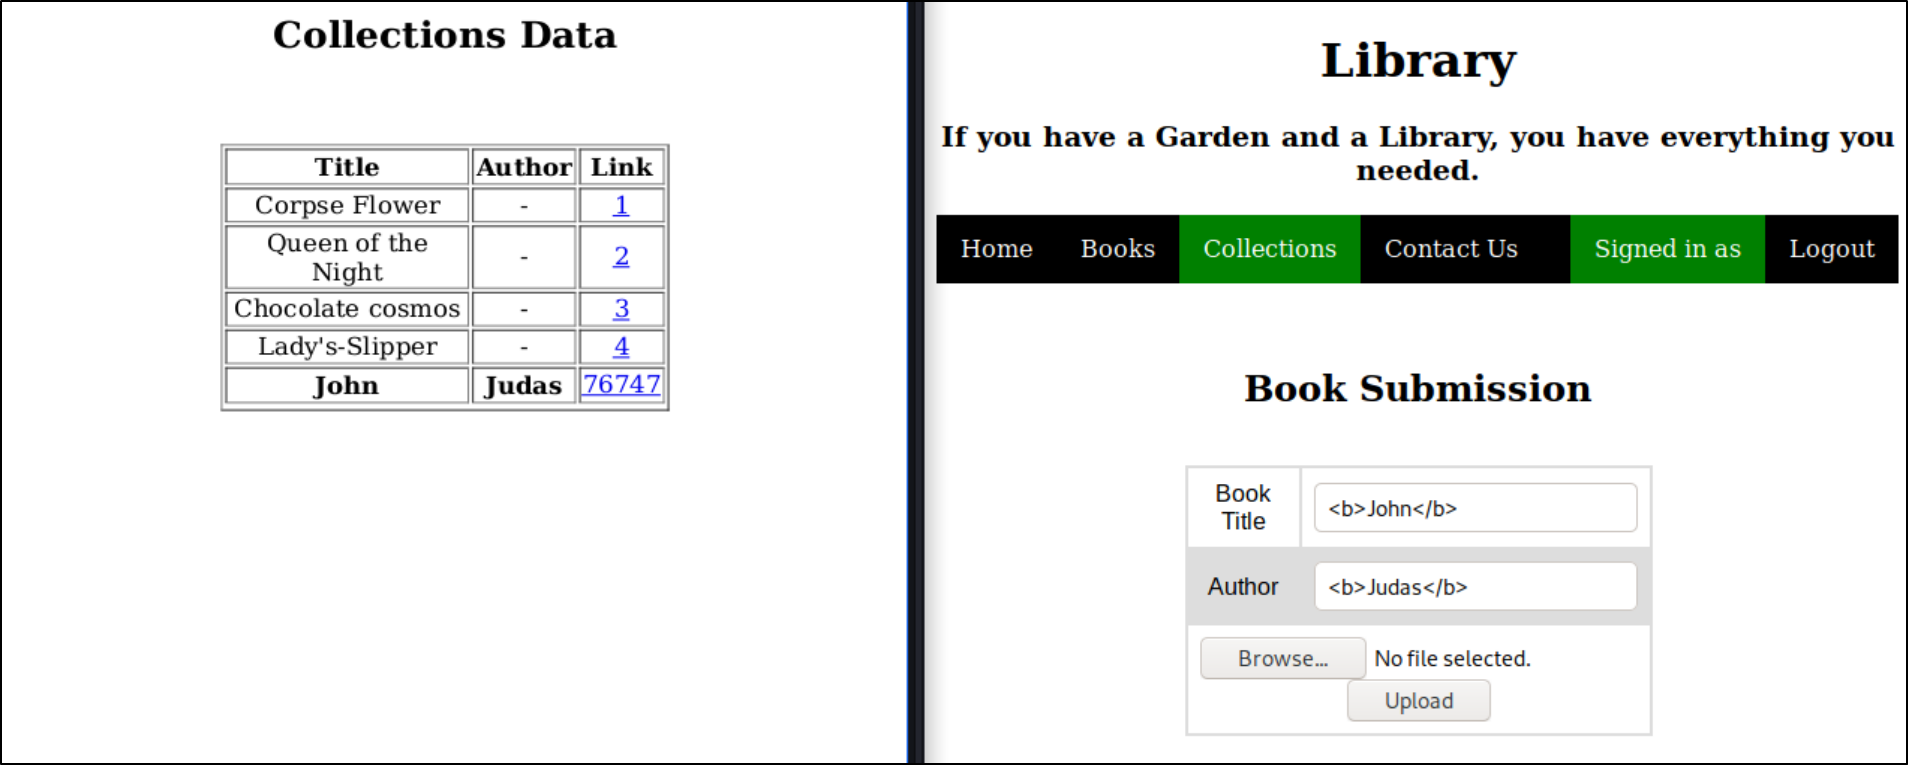 Collections Data
Title Author Link
Corpse Flower - 1
Queen of the
Night - 2
Chocolate cosmos - 3
Lady's-Slipper - 4
John Judas 76747
Library
If you have a Garden and a Library, you have everything you
needed.
Home Books Collections Contact Us Signed in as Logout
Book Submission
Book
Title <b>John</b>
Author <b>Judas</b>
Browse... No file selected.
Upload